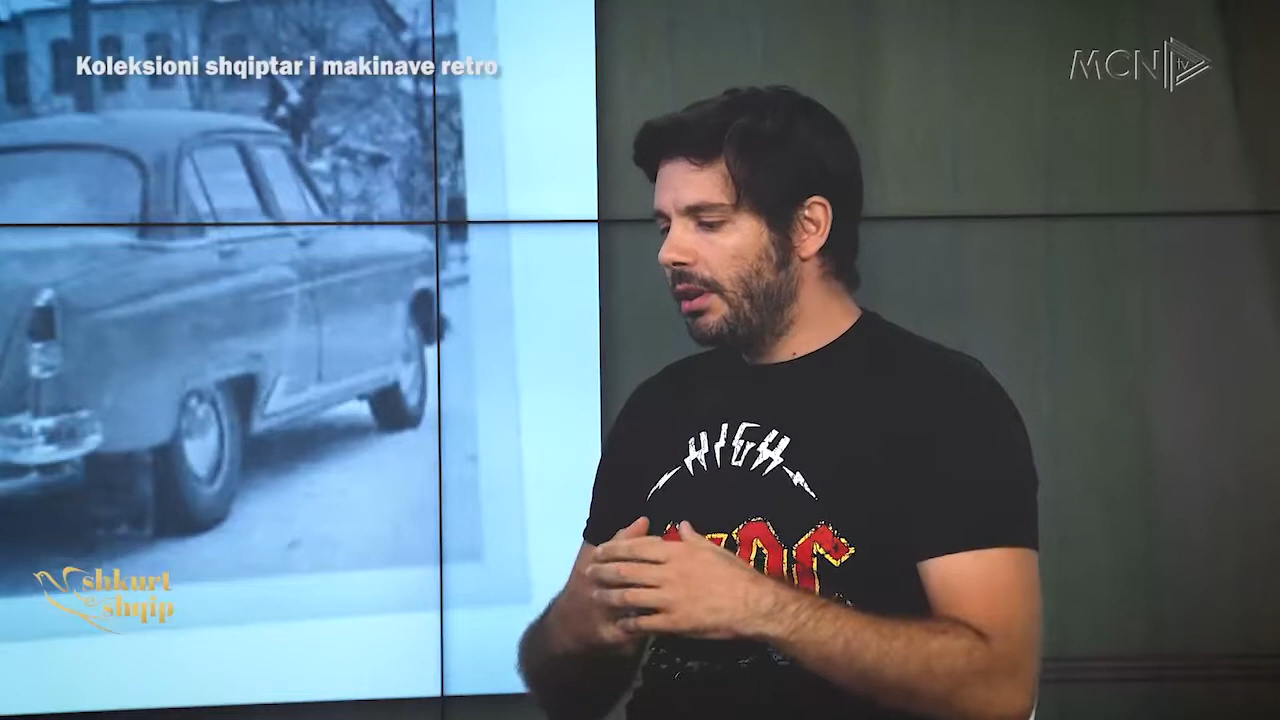 Koleksioni shqiptar i makinave retro
MCN tv
HIGH
shkurt
e shqip